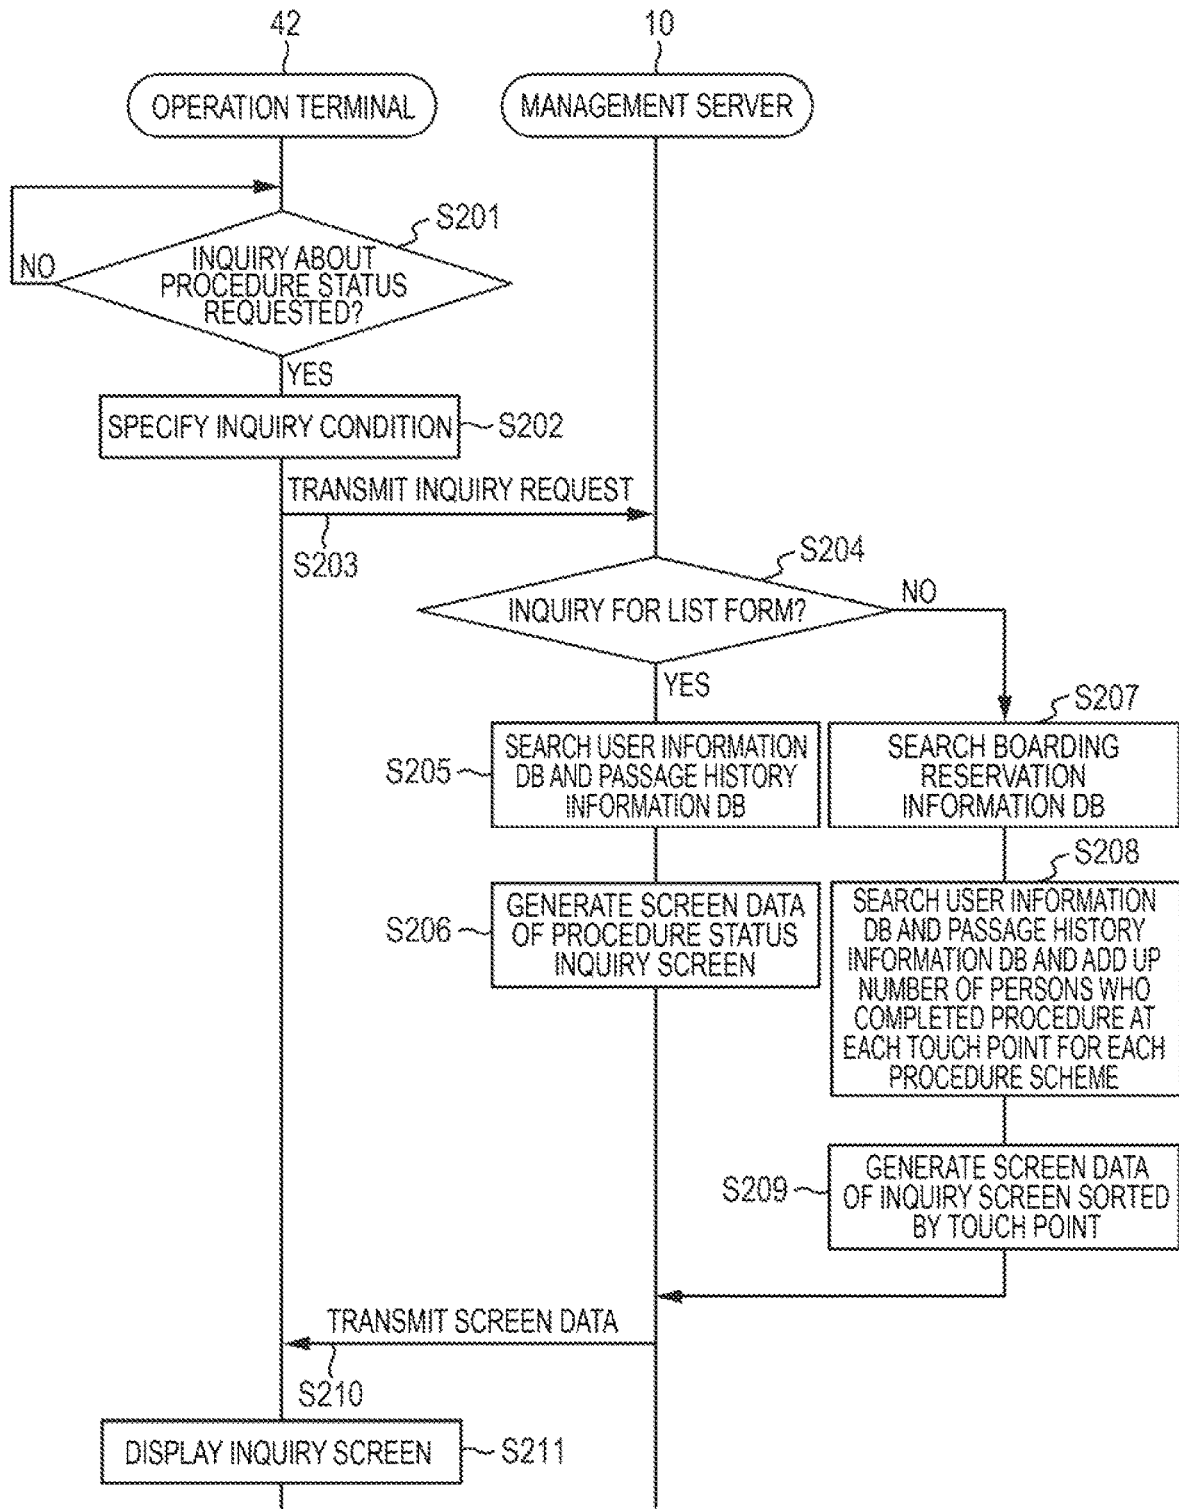 42
10
OPERATION TERMINAL
MANAGEMENT SERVER
S201
NO
INQUIRY ABOUT
PROCEDURE STATUS
REQUESTED?
YES
SPECIFY INQUIRY CONDITION
S202
TRANSMIT INQUIRY REQUEST
S203
S204
INQUIRY FOR LIST FORM?
NO
YES
S205
SEARCH USER INFORMATION
DB AND PASSAGE HISTORY
INFORMATION DB
S207
SEARCH BOARDING
RESERVATION
INFORMATION DB
S206
GENERATE SCREEN DATA
OF PROCEDURE STATUS
INQUIRY SCREEN
S208
SEARCH USER INFORMATION
DB AND PASSAGE HISTORY
INFORMATION DB AND ADD UP
NUMBER OF PERSONS WHO
COMPLETED PROCEDURE AT
EACH TOUCH POINT FOR EACH
PROCEDURE SCHEME
S209
GENERATE SCREEN DATA
OF INQUIRY SCREEN SORTED
BY TOUCH POINT
TRANSMIT SCREEN DATA
S210
DISPLAY INQUIRY SCREEN
S211